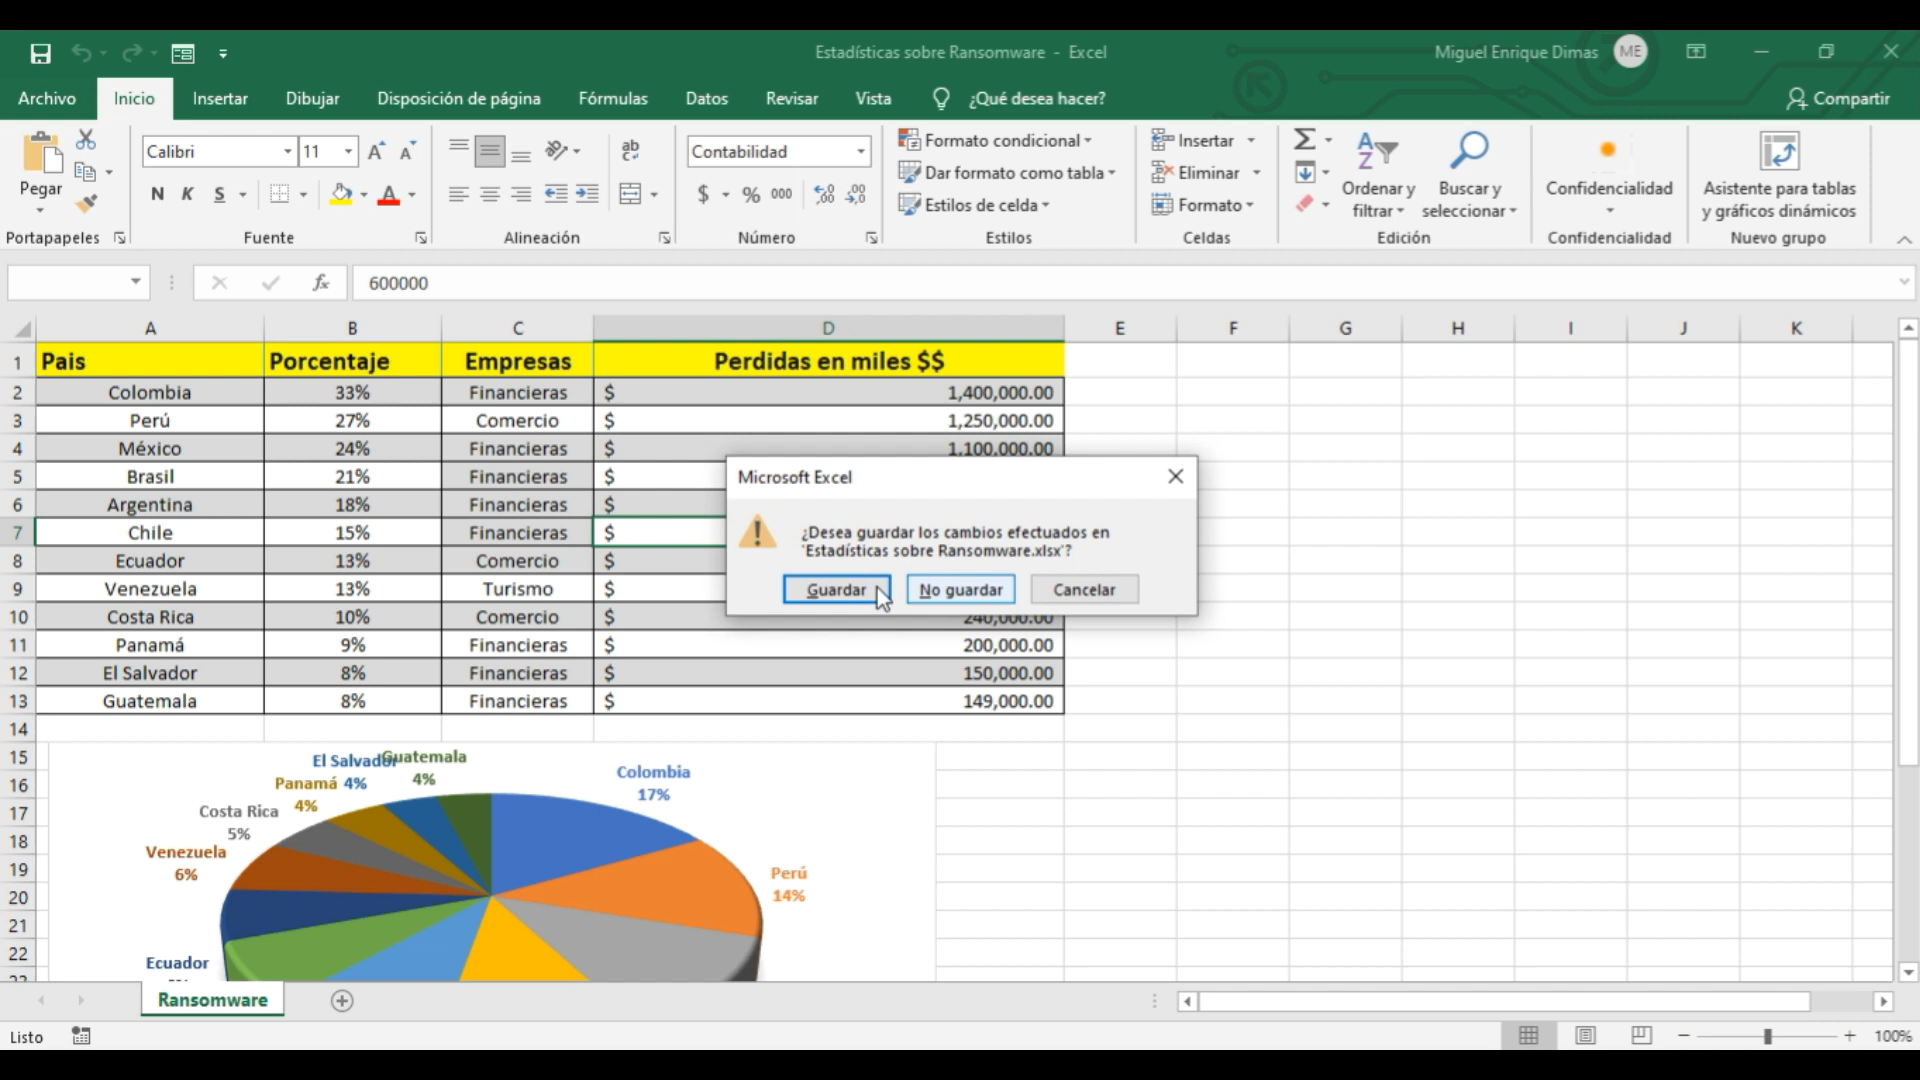 Estadísticas sobre Ransomware - Excel
Miguel Enrique Dimas
ME
Archivo
Inicio
Insertar
Dibujar
Disposición de página
Fórmulas
Datos
Revisar
Vista
¿Qué desea hacer?
Compartir
Pegar
Portapapeles
Calibri
11
N K S
Fuente
ab
Alineación
Contabilidad
$ % 000
Número
Formato condicional
Dar formato como tabla
Estilos de celda
Estilos
Insertar
Eliminar
Formato
Celdas
Ordenar y
filtrar
Buscar y
seleccionar
Edición
Confidencialidad
Confidencialidad
Asistente para tablas
y gráficos dinámicos
Nuevo grupo
fx
600000
A B C D E F G H I J K
1 Pais Porcentaje Empresas Perdidas en miles $$
2 Colombia 33% Financieras $ 1,400,000.00
3 Perú 27% Comercio $ 1,250,000.00
4 México 24% Financieras $ 1,100,000.00
5 Brasil 21% Financieras $
6 Argentina 18% Financieras $
7 Chile 15% Financieras $
8 Ecuador 13% Comercio $
9 Venezuela 13% Turismo $
10 Costa Rica 10% Comercio $ 240,000.00
11 Panamá 9% Financieras $ 200,000.00
12 El Salvador 8% Financieras $ 150,000.00
13 Guatemala 8% Financieras $ 149,000.00
14
15
16
17
18
19
20
21
22
Microsoft Excel
¿Desea guardar los cambios efectuados en
'Estadísticas sobre Ransomware.xlsx'?
Guardar
No guardar
Cancelar
El Salvador
4%
Guatemala
4%
Colombia
17%
Panamá
4%
Costa Rica
5%
Venezuela
6%
Perú
14%
Ecuador
Ransomware
Listo
100%